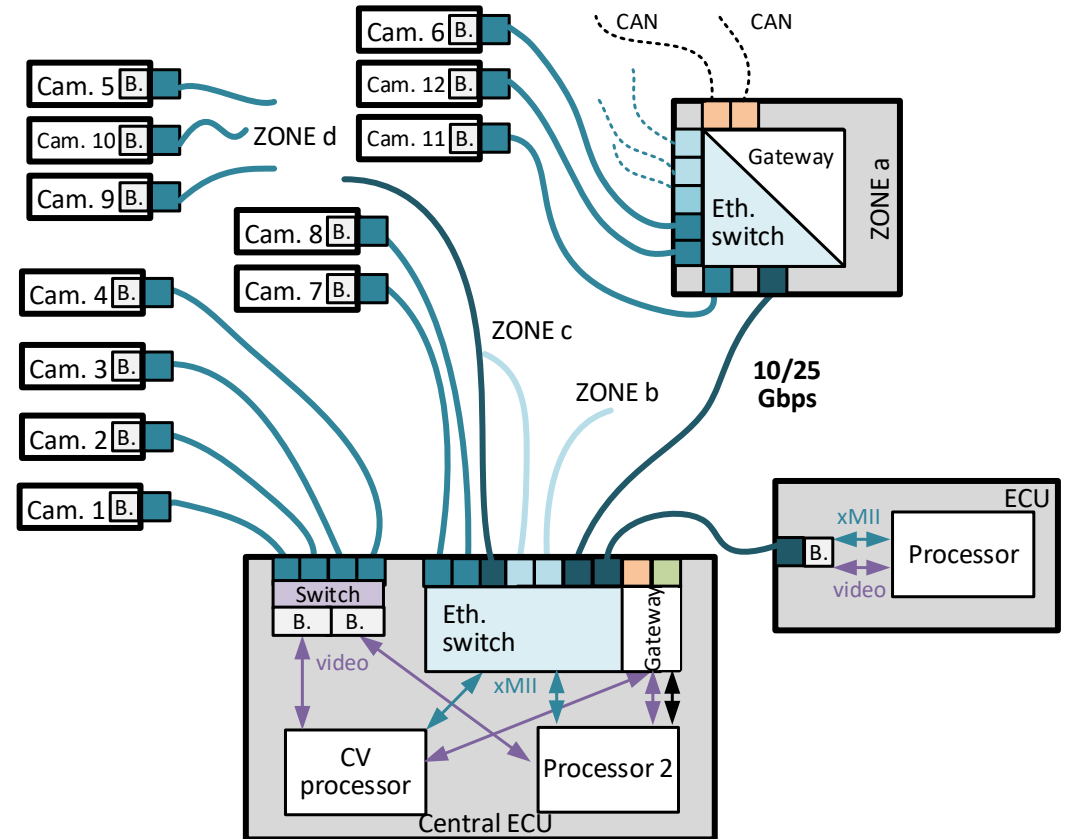 CAN
CAN
Cam. 6 B.
Cam. 5 B.
Cam. 12 B.
Cam. 10 B.
ZONE d
Cam. 11 B.
Gateway
ZONE a
Cam. 9 B.
Eth.
switch
Cam. 8 B.
Cam. 7 B.
Cam. 4 B.
ZONE c
Cam. 3 B.
10/25
Gbps
ZONE b
Cam. 2 B.
Cam. 1 B.
ECU
xMII
B.
Processor
video
Switch
B.
B.
Eth.
switch
Gateway
video
xMII
CV
processor
Processor 2
Central ECU